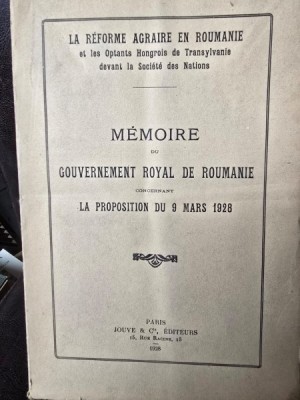 LA RÉFORME AGRAIRE EN ROUMANIE
et les Optants Hongrois de Transylvanie
devant la Société des Nations
MÉMOIRE
DU
GOUVERNEMENT ROYAL DE ROUMANIE
CONCERNANT
LA PROPOSITION DU 9 MARS 1928
PARIS
JOUVE & Cie, ÉDITEURS
15, Rue Racine, 15
1928